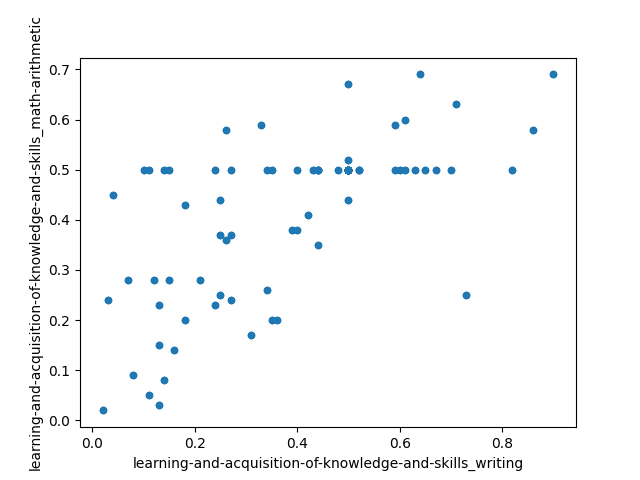 learning-and-acquisition-of-knowledge-and-skills_math-arithmetic
0.7
0.6
0.5
0.4
0.3
0.2
0.1
0.0
0.0 0.2 0.4 0.6 0.8
learning-and-acquisition-of-knowledge-and-skills_writing